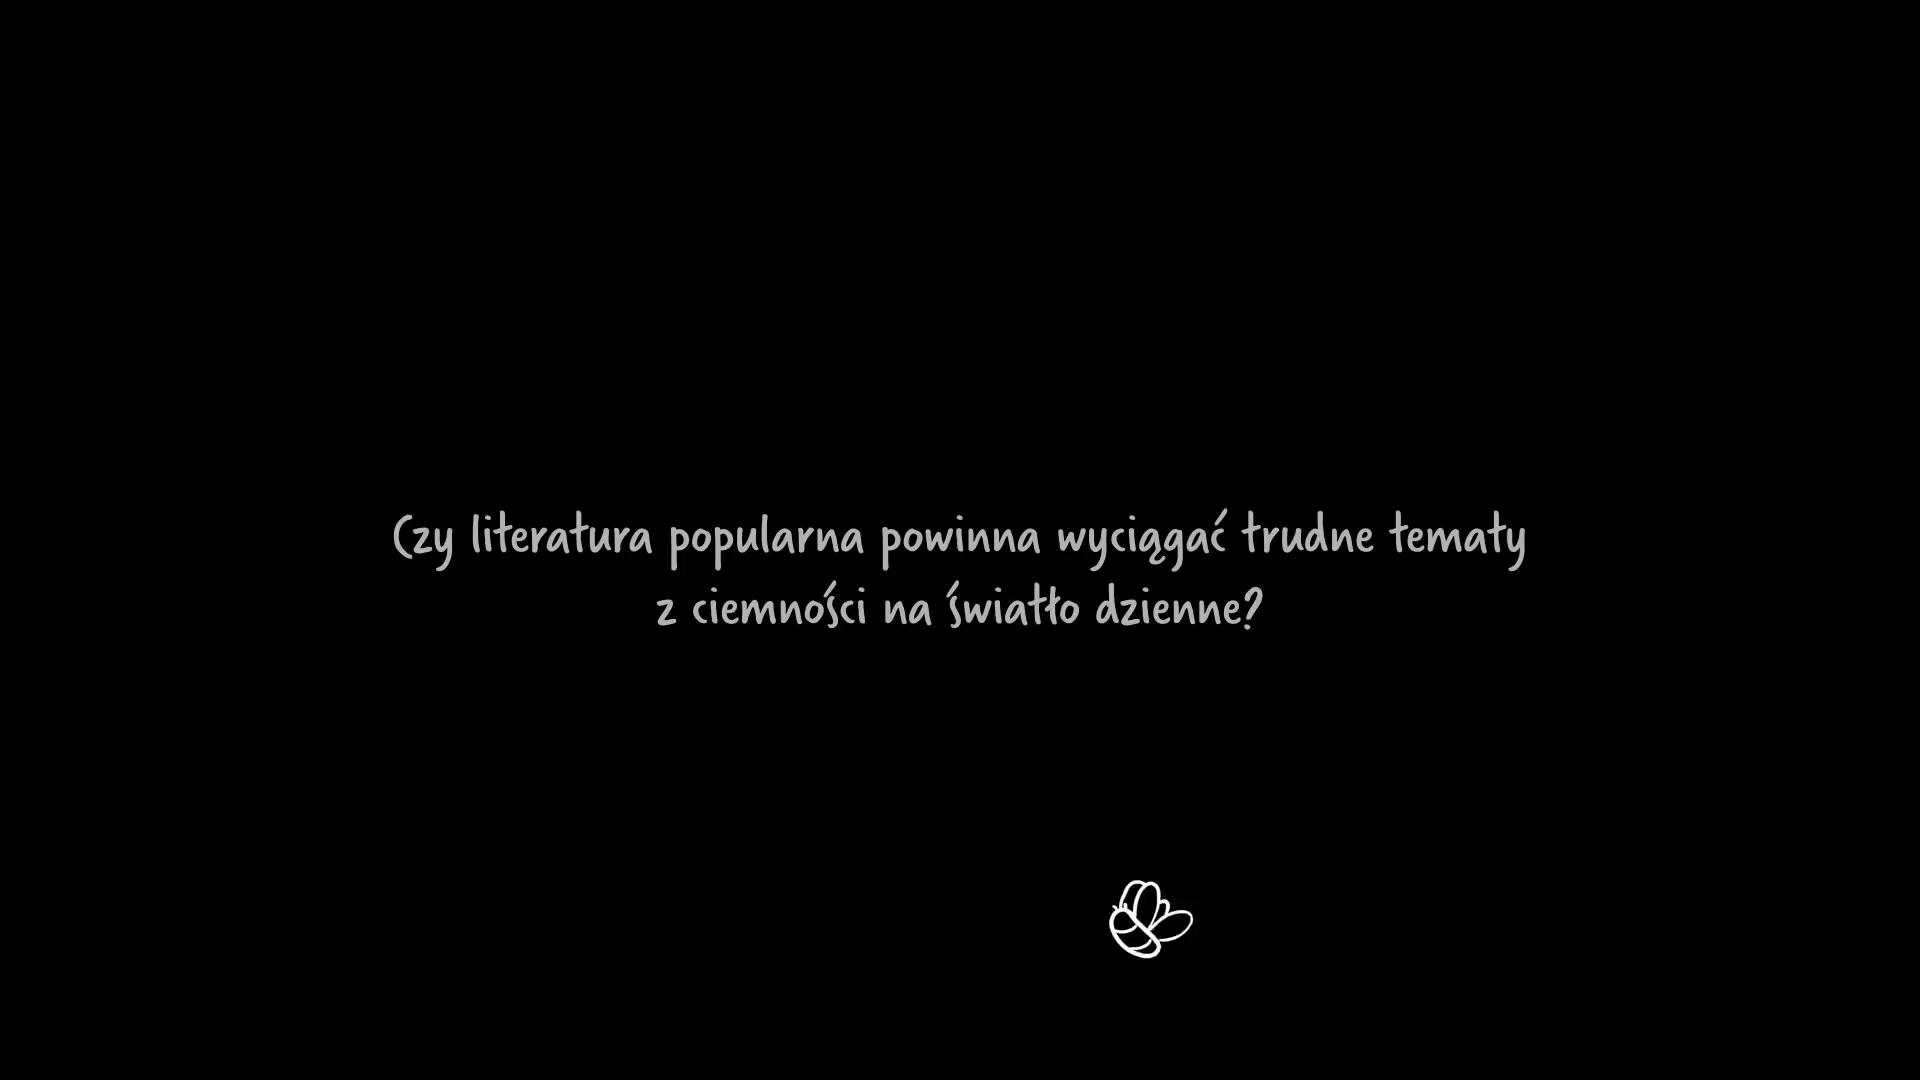 Czy literatura popularna powinna wyciągać trudne tematy
z ciemności na światło dzienne?